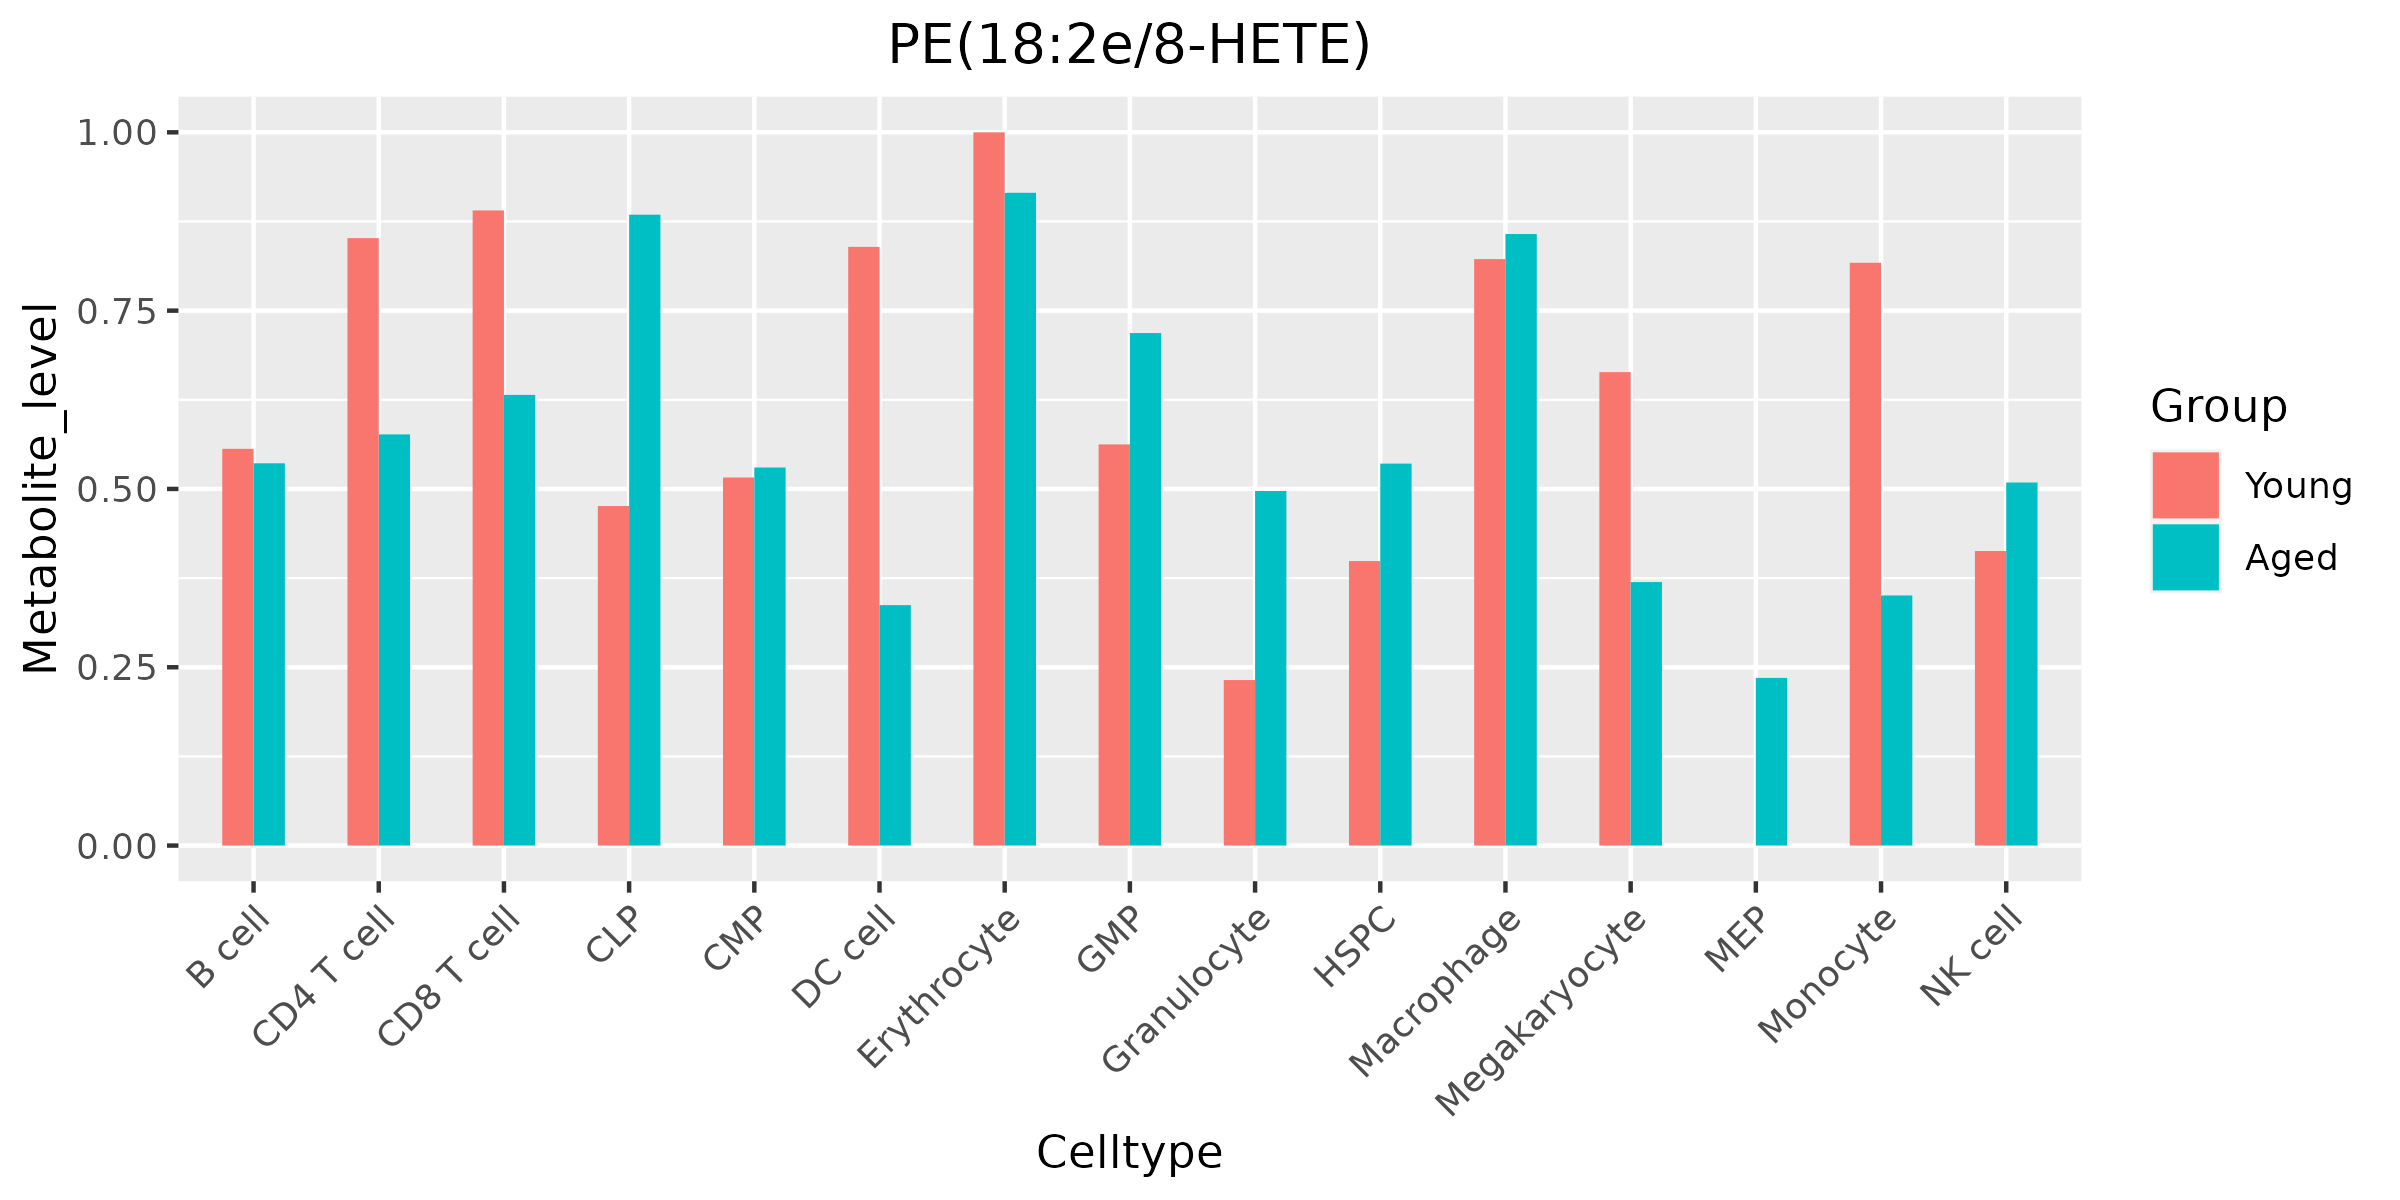 PE(18:2e/8-HETE)
Metabolite_level
1.00
0.75
0.50
0.25
0.00
B cell
CD4 T cell
CD8 T cell
CLP
CMP
DC cell
Erythrocyte
GMP
Granulocyte
HSPC
Macrophage
Megakaryocyte
MEP
Monocyte
NK cell
Celltype
Group
Young
Aged